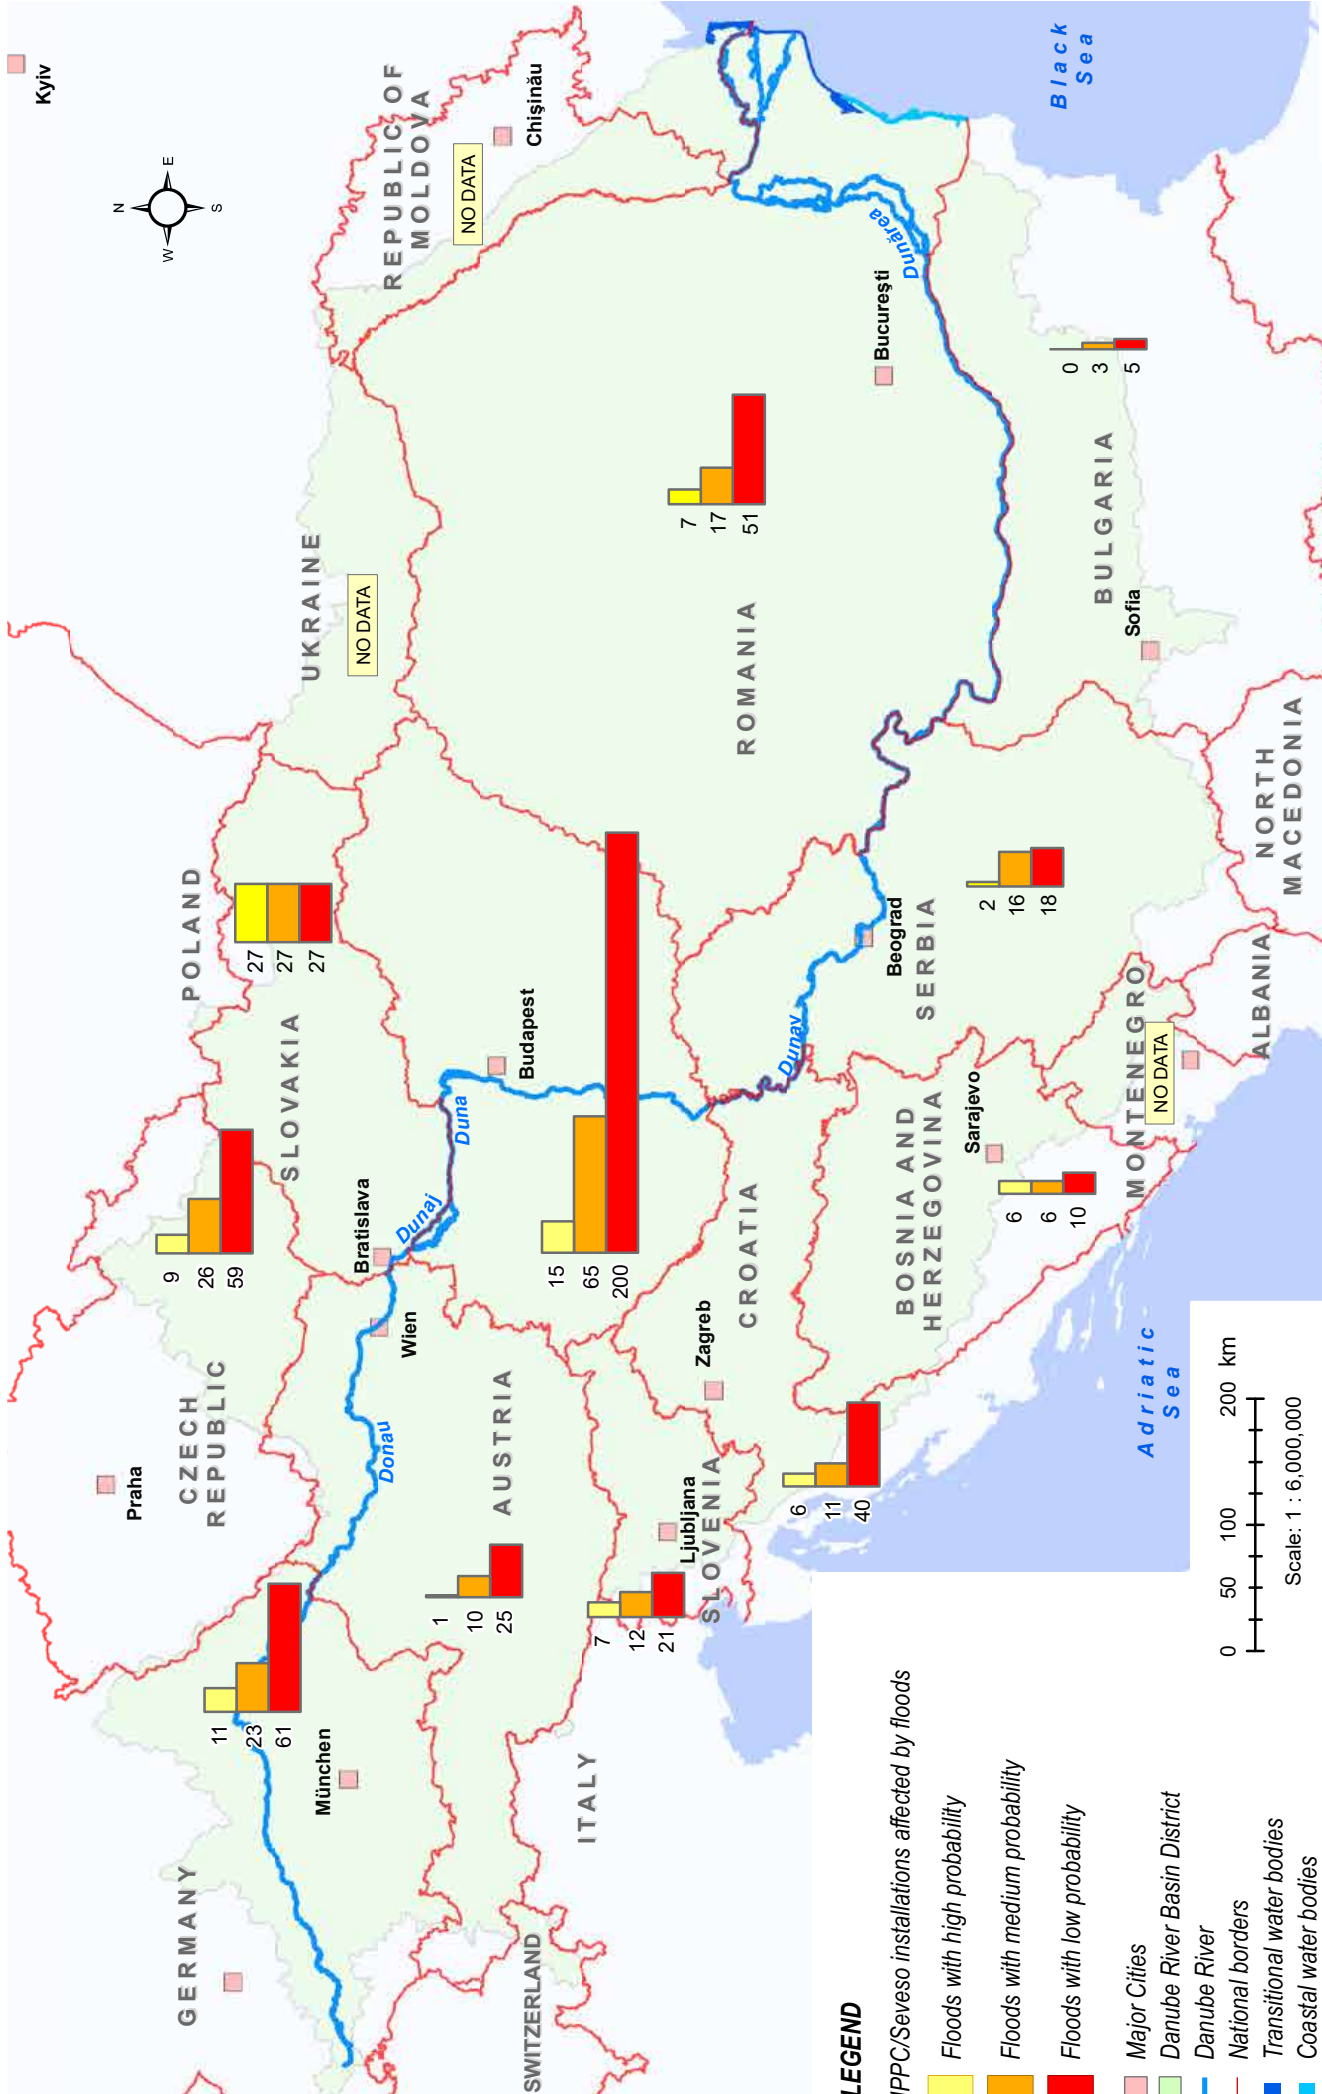 Kyiv
N
W
E
S
REPUBLIC OF
MOLDOVA
NO DATA
Chişinău
Black
Sea
UKRAINE
NO DATA
Dunărea
Bucureşti
7
17
51
ROMANIA
0
3
5
BULGARIA
Sofia
POLAND
27
27
27
SLOVAKIA
9
26
59
Bratislava
Dunaj
Duna
Budapest
15
65
200
Dunav
Beograd
SERBIA
2
16
18
NORTH
MACEDONIA
ALBANIA
MONTENEGRO
NO DATA
Sarajevo
BOSNIA AND
HERZEGOVINA
6
6
10
CROATIA
Zagreb
6
11
40
Praha
CZECH
REPUBLIC
Wien
Donau
AUSTRIA
1
10
25
Ljubljana
SLOVENIA
7
12
21
GERMANY
11
23
61
München
ITALY
SWITZERLAND
Adriatic
Sea
0 50 100 200 km
Scale: 1 : 6,000,000
LEGEND
IPPC/Seveso installations affected by floods
Floods with high probability
Floods with medium probability
Floods with low probability
Major Cities
Danube River Basin District
Danube River
National borders
Transitional water bodies
Coastal water bodies